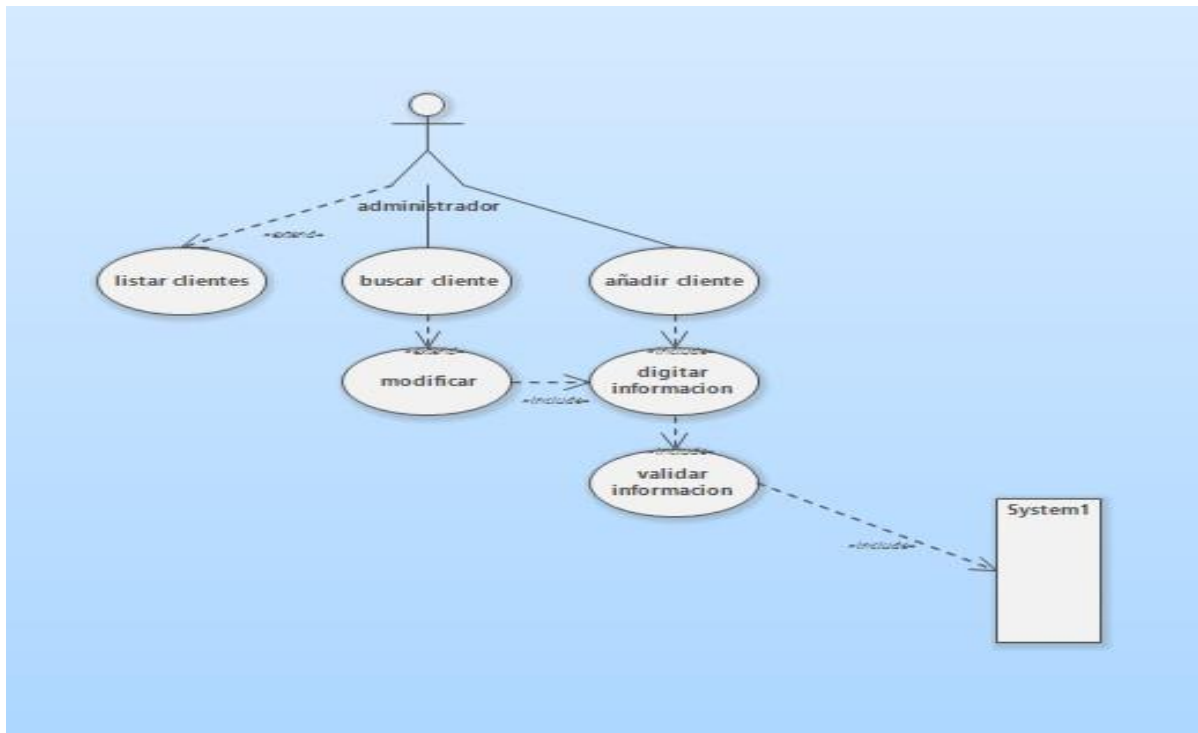 administrador
«extend»
listar clientes
buscar cliente
añadir cliente
«extend»
«include»
modificar
digitar
informacion
«include»
«include»
validar
informacion
System1
«include»